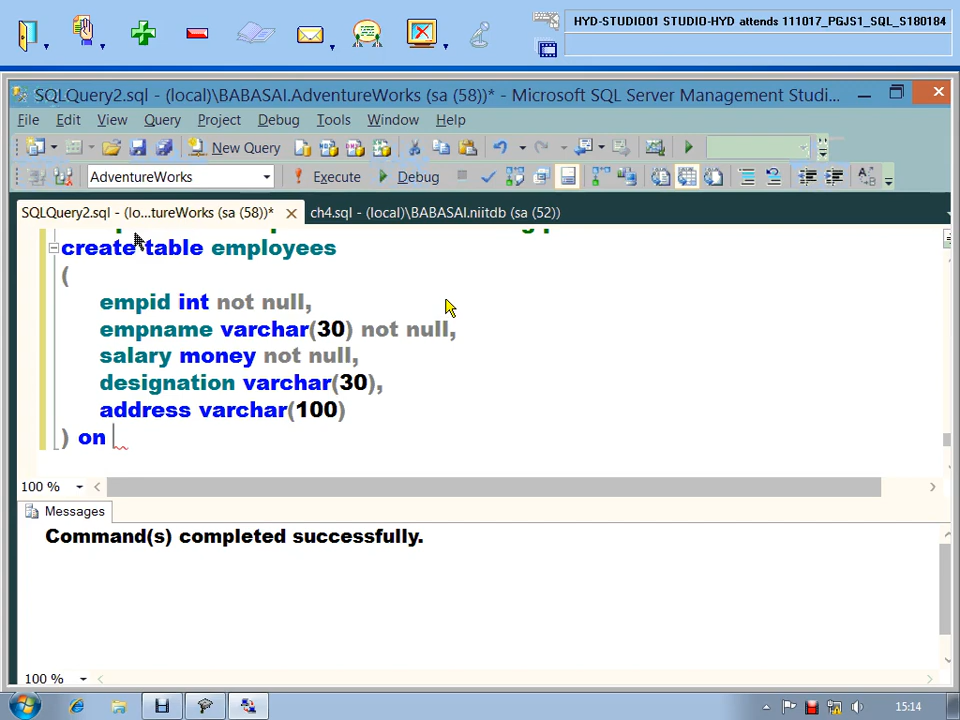 HYD-STUDIO01 STUDIO-HYD attends 111017_PGJS1_SQL_S180184
SQLQuery2.sql - (local)\BABASAI.AdventureWorks (sa (58))* - Microsoft SQL Server Management Studi...
File Edit View Query Project Debug Tools Window Help
New Query
AdventureWorks
Execute
Debug
SQLQuery2.sql - (lo...tureWorks (sa (58))*
ch4.sql - (local)\BABASAI.niitdb (sa (52))
create table employees
(
empid int not null,
empname varchar(30) not null,
salary money not null,
designation varchar(30),
address varchar(100)
) on
100 %
Messages
Command(s) completed successfully.
100 %
15:14